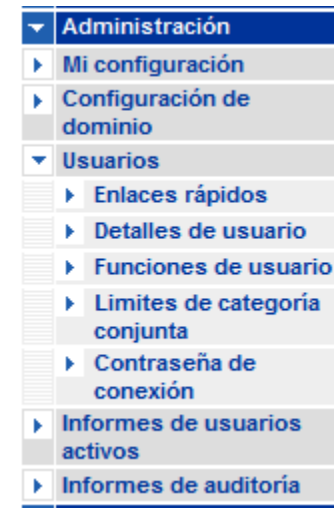 Administración
Mi configuración
Configuración de
dominio
Usuarios
Enlaces rápidos
Detalles de usuario
Funciones de usuario
Limites de categoría
conjunta
Contraseña de
conexión
Informes de usuarios
activos
Informes de auditoría